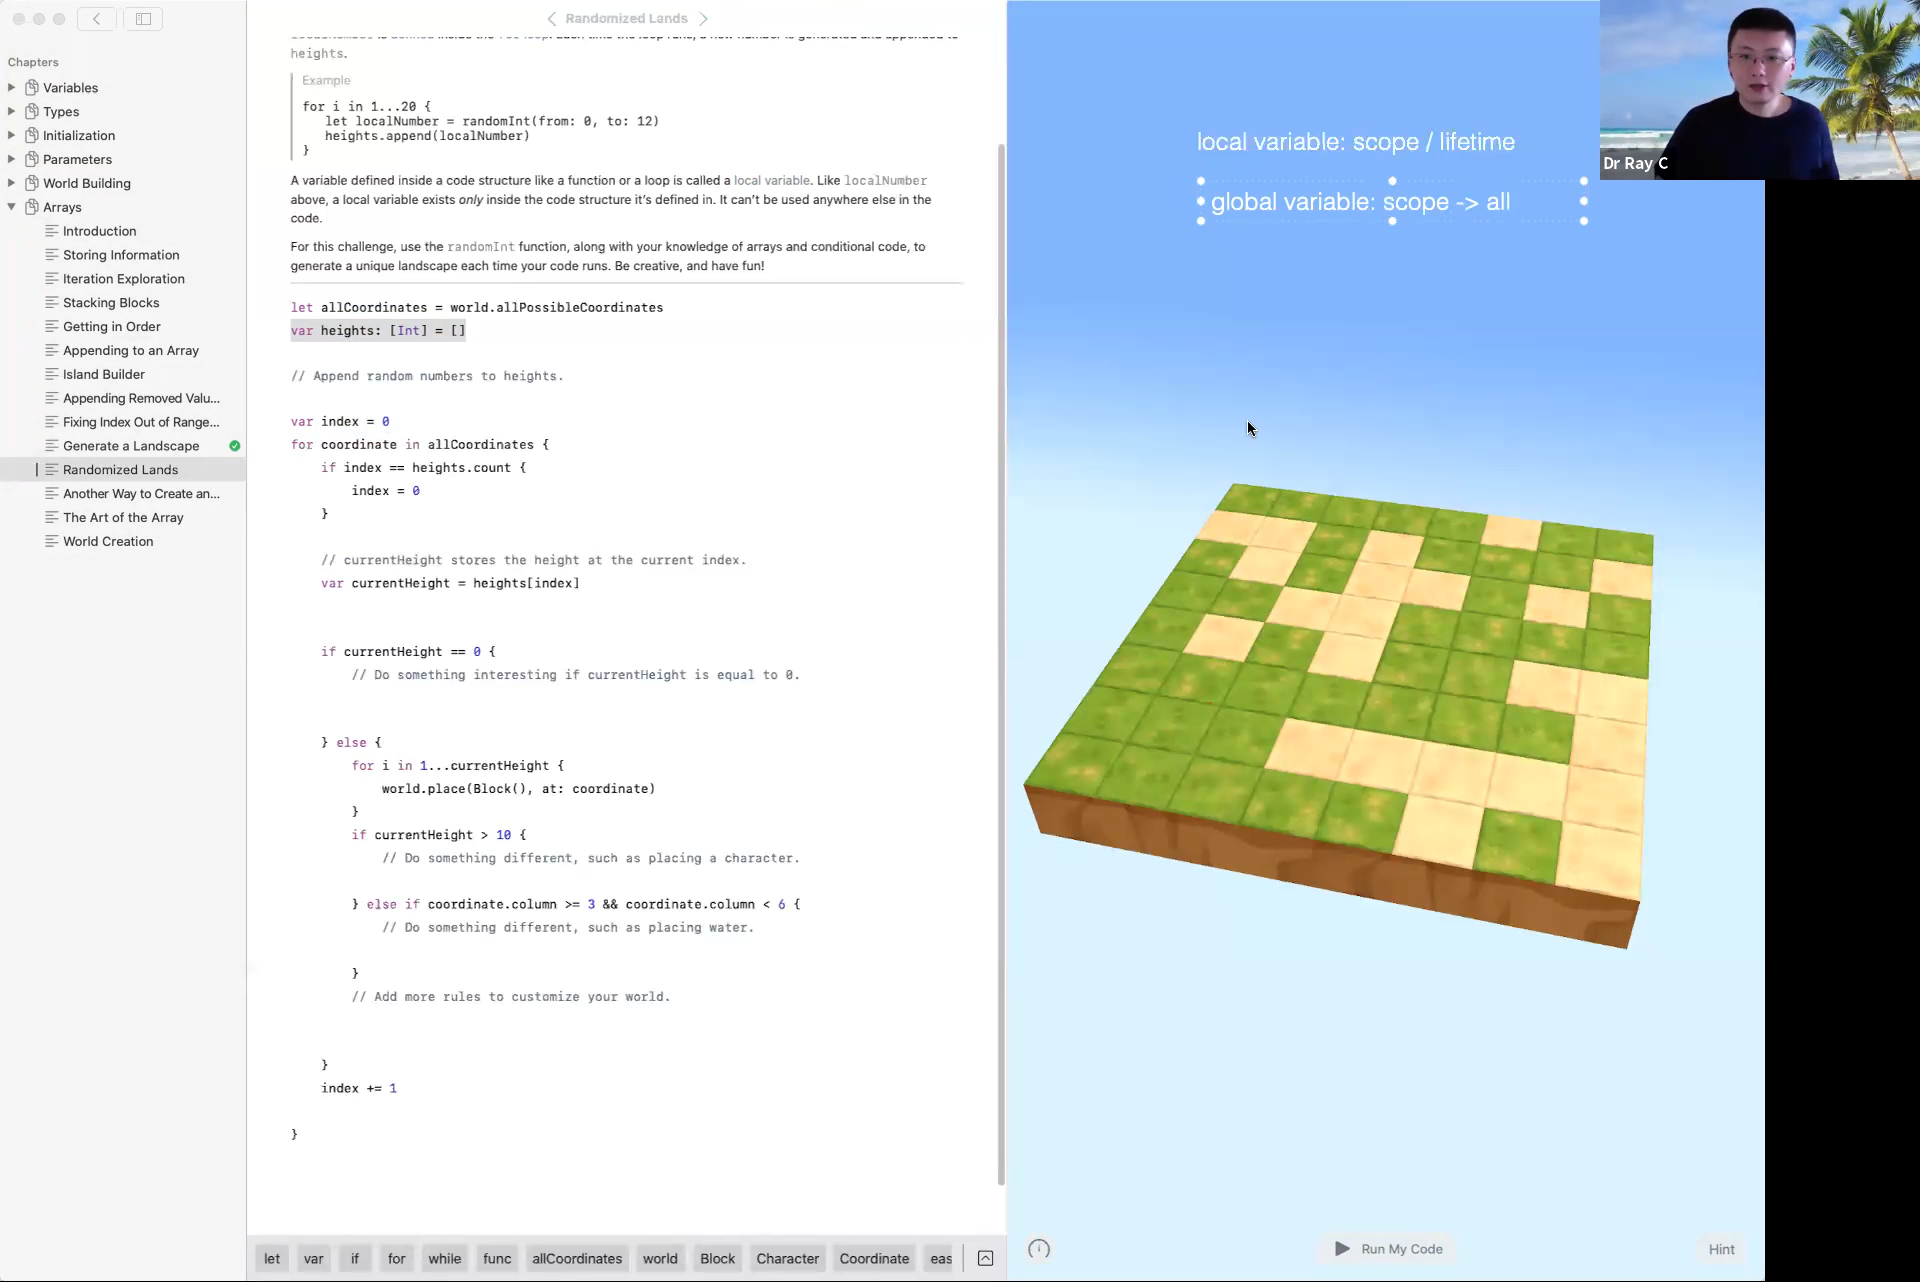 Randomized Lands
Chapters
Variables
Types
Initialization
Parameters
World Building
Arrays
Introduction
Storing Information
Iteration Exploration
Stacking Blocks
Getting in Order
Appending to an Array
Island Builder
Appending Removed Valu...
Fixing Index Out of Range...
Generate a Landscape
Randomized Lands
Another Way to Create an...
The Art of the Array
World Creation
heights.
Example
for i in 1...20 {
let localNumber = randomInt(from: 0, to: 12)
heights.append(localNumber)
}
A variable defined inside a code structure like a function or a loop is called a local variable. Like localNumber
above, a local variable exists only inside the code structure it's defined in. It can't be used anywhere else in the
code.
For this challenge, use the randomInt function, along with your knowledge of arrays and conditional code, to
generate a unique landscape each time your code runs. Be creative, and have fun!
let allCoordinates = world.allPossibleCoordinates
var heights: [Int] = []
// Append random numbers to heights.
var index = 0
for coordinate in allCoordinates {
if index == heights.count {
index = 0
}
// currentHeight stores the height at the current index.
var currentHeight = heights[index]
if currentHeight == 0 {
// Do something interesting if currentHeight is equal to 0.
} else {
for i in 1...currentHeight {
world.place(Block(), at: coordinate)
}
if currentHeight > 10 {
// Do something different, such as placing a character.
} else if coordinate.column >= 3 && coordinate.column < 6 {
// Do something different, such as placing water.
}
// Add more rules to customize your world.
}
index += 1
}
let var if for while func allCoordinates world Block Character Coordinate eas
local variable: scope / lifetime
global variable: scope -> all
Dr Ray C
Run My Code
Hint